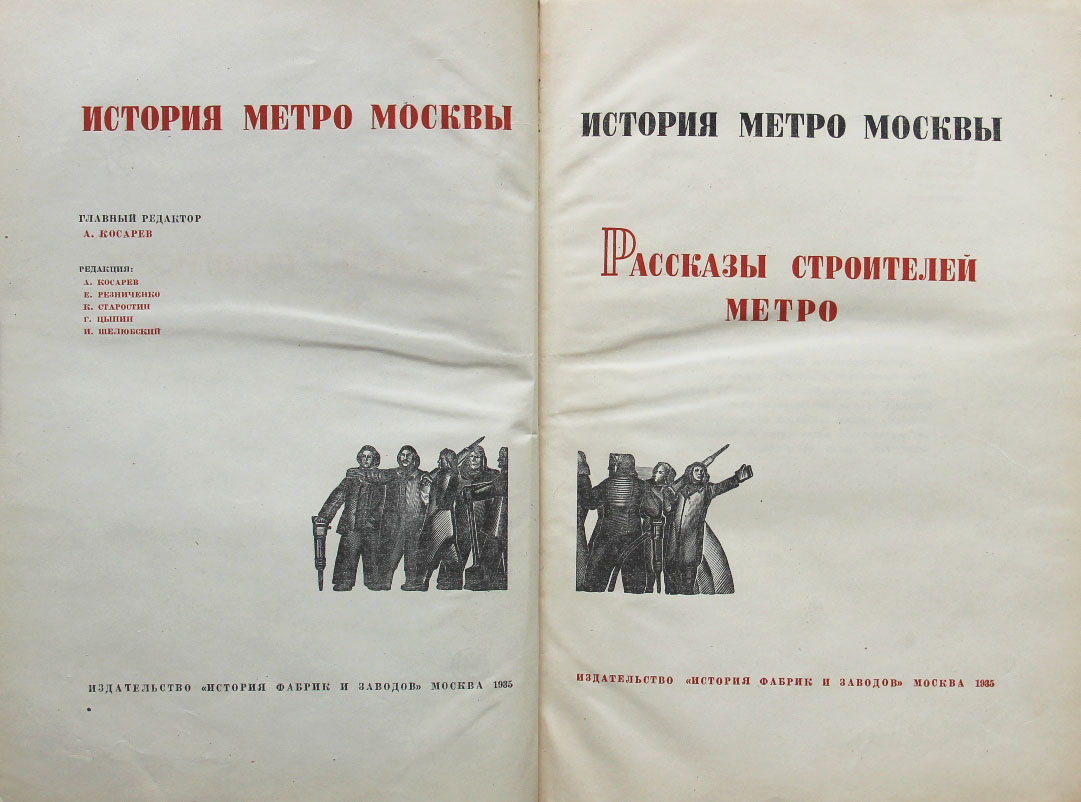 ИСТОРИЯ МЕТРО МОСКВЫ
ГЛАВНЫЙ РЕДАКТОР
А. КОСАРЕВ
РЕДАКЦИЯ:
А. КОСАРЕВ
Е. РЕЗНИЧЕНКО
К. СТАРОСТИН
Г. ЦЫПИН
И. ШЕЛЮБСКИЙ
ИЗДАТЕЛЬСТВО «ИСТОРИЯ ФАБРИК И ЗАВОДОВ» МОСКВА 1935
ИСТОРИЯ МЕТРО МОСКВЫ
РАССКАЗЫ СТРОИТЕЛЕЙ
МЕТРО
ИЗДАТЕЛЬСТВО «ИСТОРИЯ ФАБРИК И ЗАВОДОВ» МОСКВА 1935